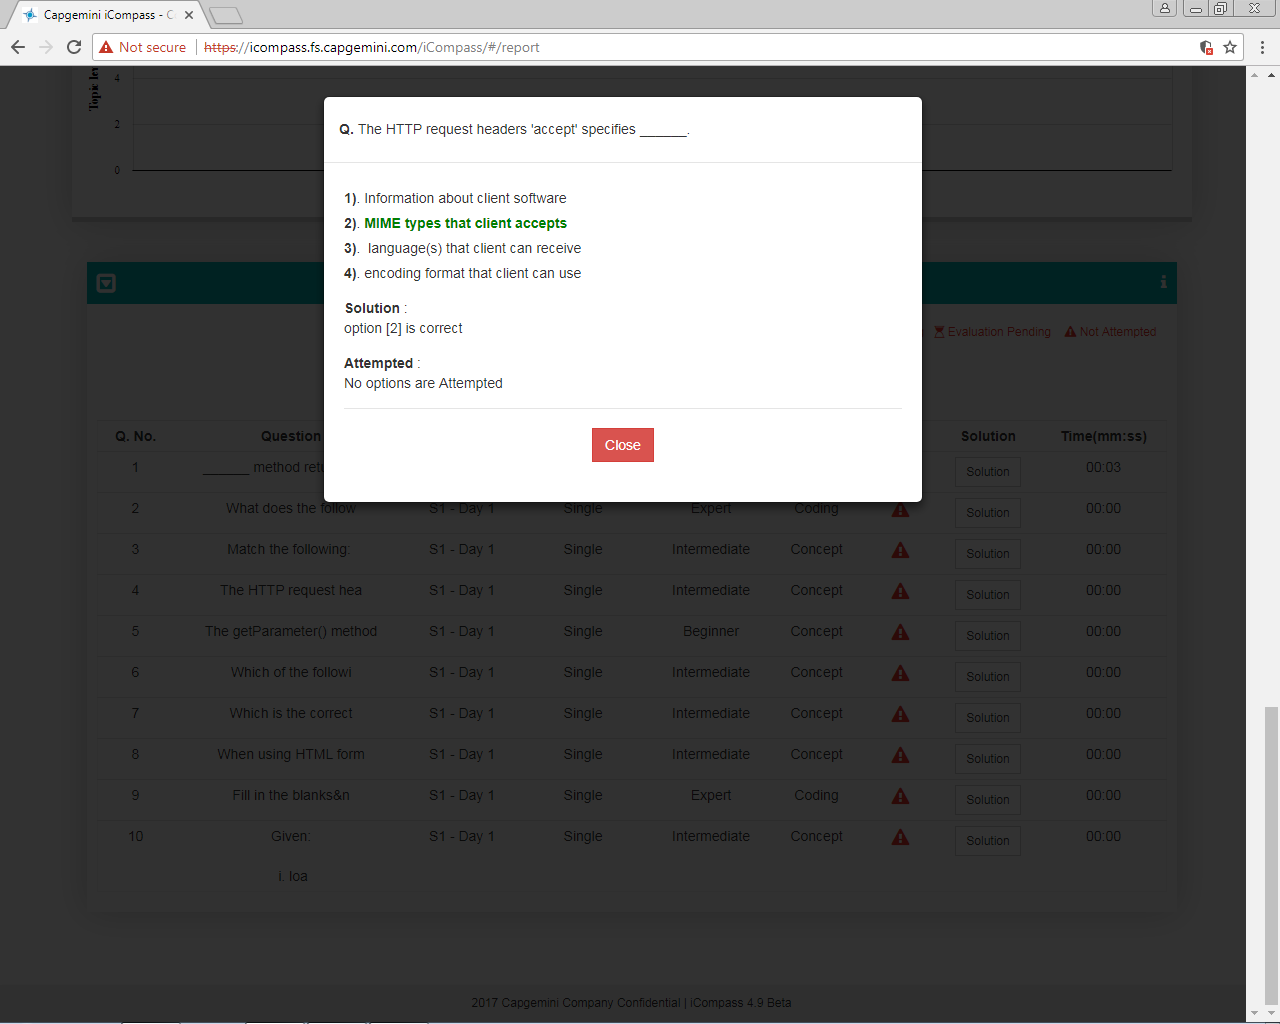 Capgemini iCompass - C
Not secure https://icompass.fs.capgemini.com/iCompass/#/report
Topic lev
4
2
0
Q. The HTTP request headers 'accept' specifies ______.
1). Information about client software
2). MIME types that client accepts
3). language(s) that client can receive
4). encoding format that client can use
Solution :
option [2] is correct
Attempted :
No options are Attempted
Close
Evaluation Pending Not Attempted
Q. No. Question Solution Time(mm:ss)
1 ______ method retu Solution 00:03
2 What does the follow S1 - Day 1 Single Expert Coding Solution 00:00
3 Match the following: S1 - Day 1 Single Intermediate Concept Solution 00:00
4 The HTTP request hea S1 - Day 1 Single Intermediate Concept Solution 00:00
5 The getParameter() method S1 - Day 1 Single Beginner Concept Solution 00:00
6 Which of the followi S1 - Day 1 Single Intermediate Concept Solution 00:00
7 Which is the correct S1 - Day 1 Single Intermediate Concept Solution 00:00
8 When using HTML form S1 - Day 1 Single Intermediate Concept Solution 00:00
9 Fill in the blanks&n S1 - Day 1 Single Expert Coding Solution 00:00
10 Given: S1 - Day 1 Single Intermediate Concept Solution 00:00
i. loa
2017 Capgemini Company Confidential | iCompass 4.9 Beta